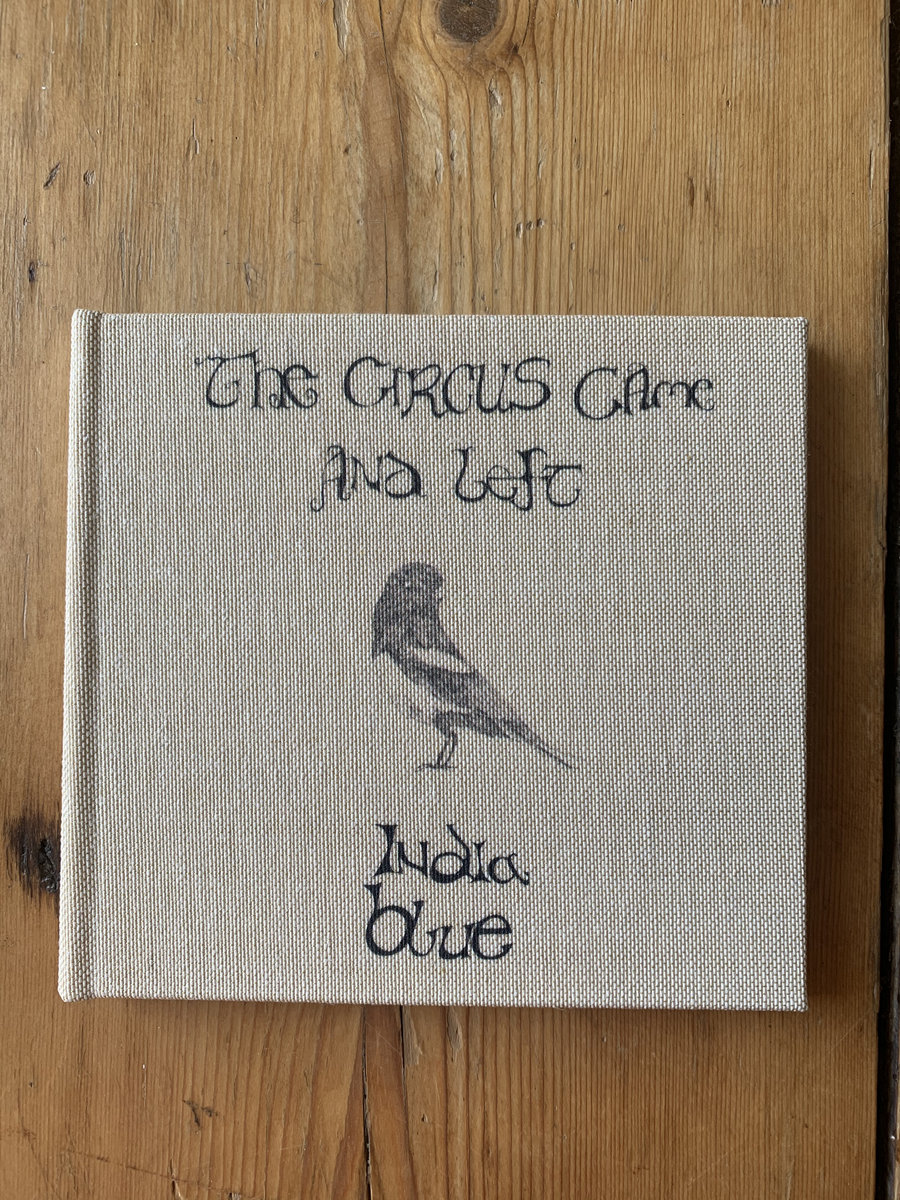 The CIRCUS CAme
ANd Left
INdIa
blue